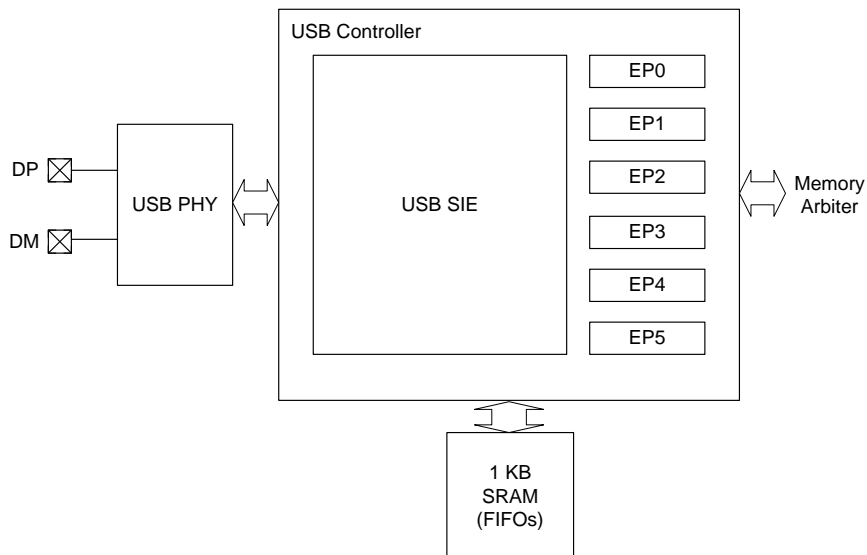 USB Controller
DP
DM
USB PHY
USB SIE
EP0
EP1
EP2
EP3
EP4
EP5
Memory
Arbiter
1 KB
SRAM
(FIFOs)